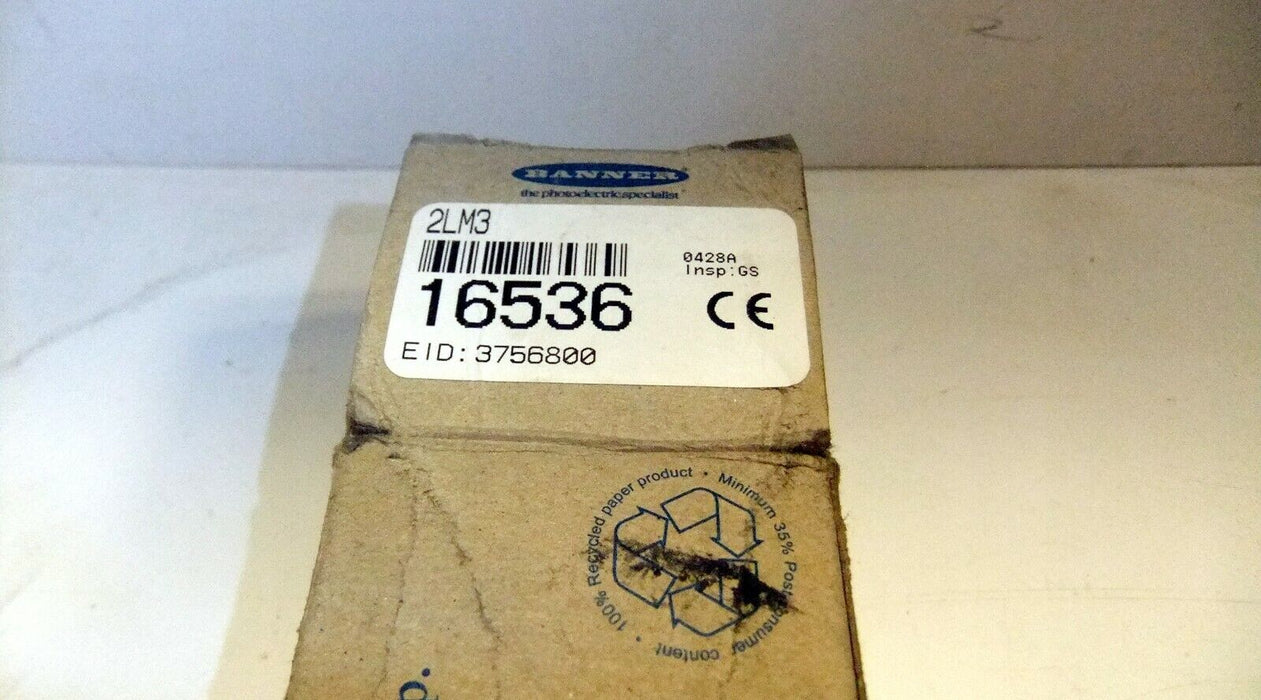 BANNER
the photoelectric specialist
2LM3
0428A
Insp:GS
16536
CE
EID: 3756800
100% Recycled paper product • Minimum 35% Post-consumer content •